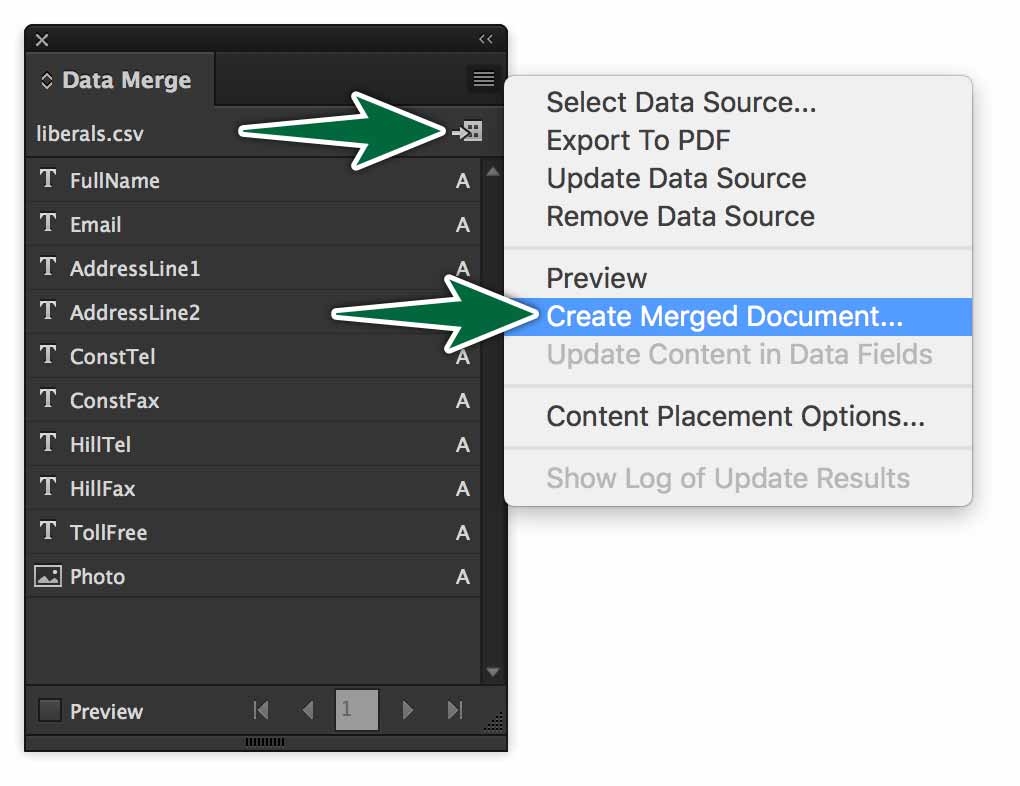 Data Merge
liberals.csv
T FullName A
T Email A
T AddressLine1 A
T AddressLine2
T ConstTel A
T ConstFax A
T HillTel A
T HillFax A
T TollFree A
Photo A
Preview 1
Select Data Source...
Export To PDF
Update Data Source
Remove Data Source
Preview
Create Merged Document...
Update Content in Data Fields
Content Placement Options...
Show Log of Update Results